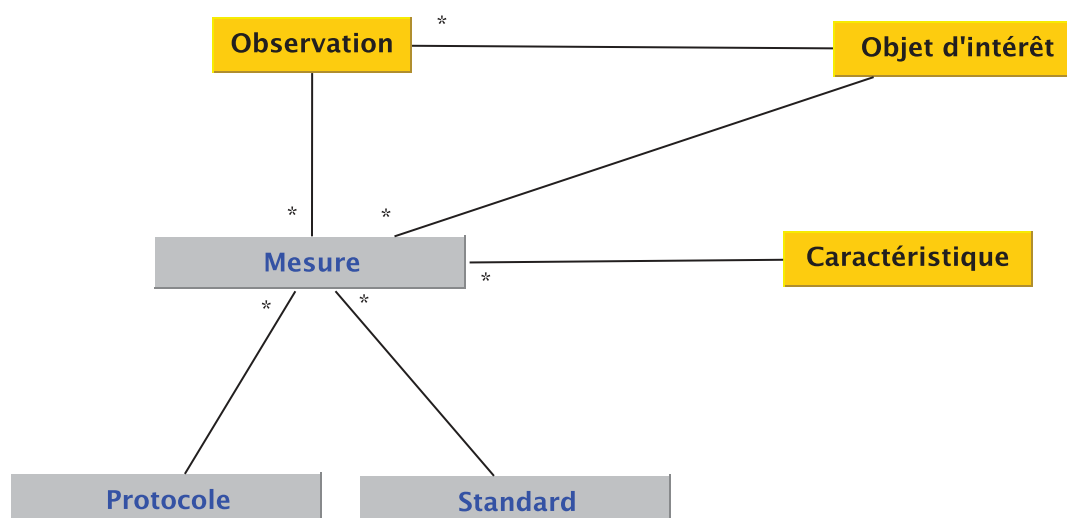 *
Observation
Objet d'intérêt
*
*
Mesure
Caractéristique
*
*
*
Protocole
Standard